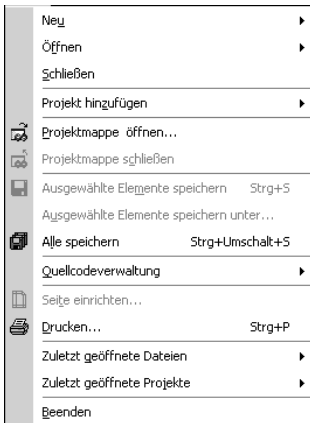 Neu
Öffnen
Schließen
Projekt hinzufügen
Projektmappe öffnen...
Projektmappe schließen
Ausgewählte Elemente speichern Strg+S
Ausgewählte Elemente speichern unter...
Alle speichern Strg+Umschalt+S
Quellcodeverwaltung
Seite einrichten...
Drucken... Strg+P
Zuletzt geöffnete Dateien
Zuletzt geöffnete Projekte
Beenden